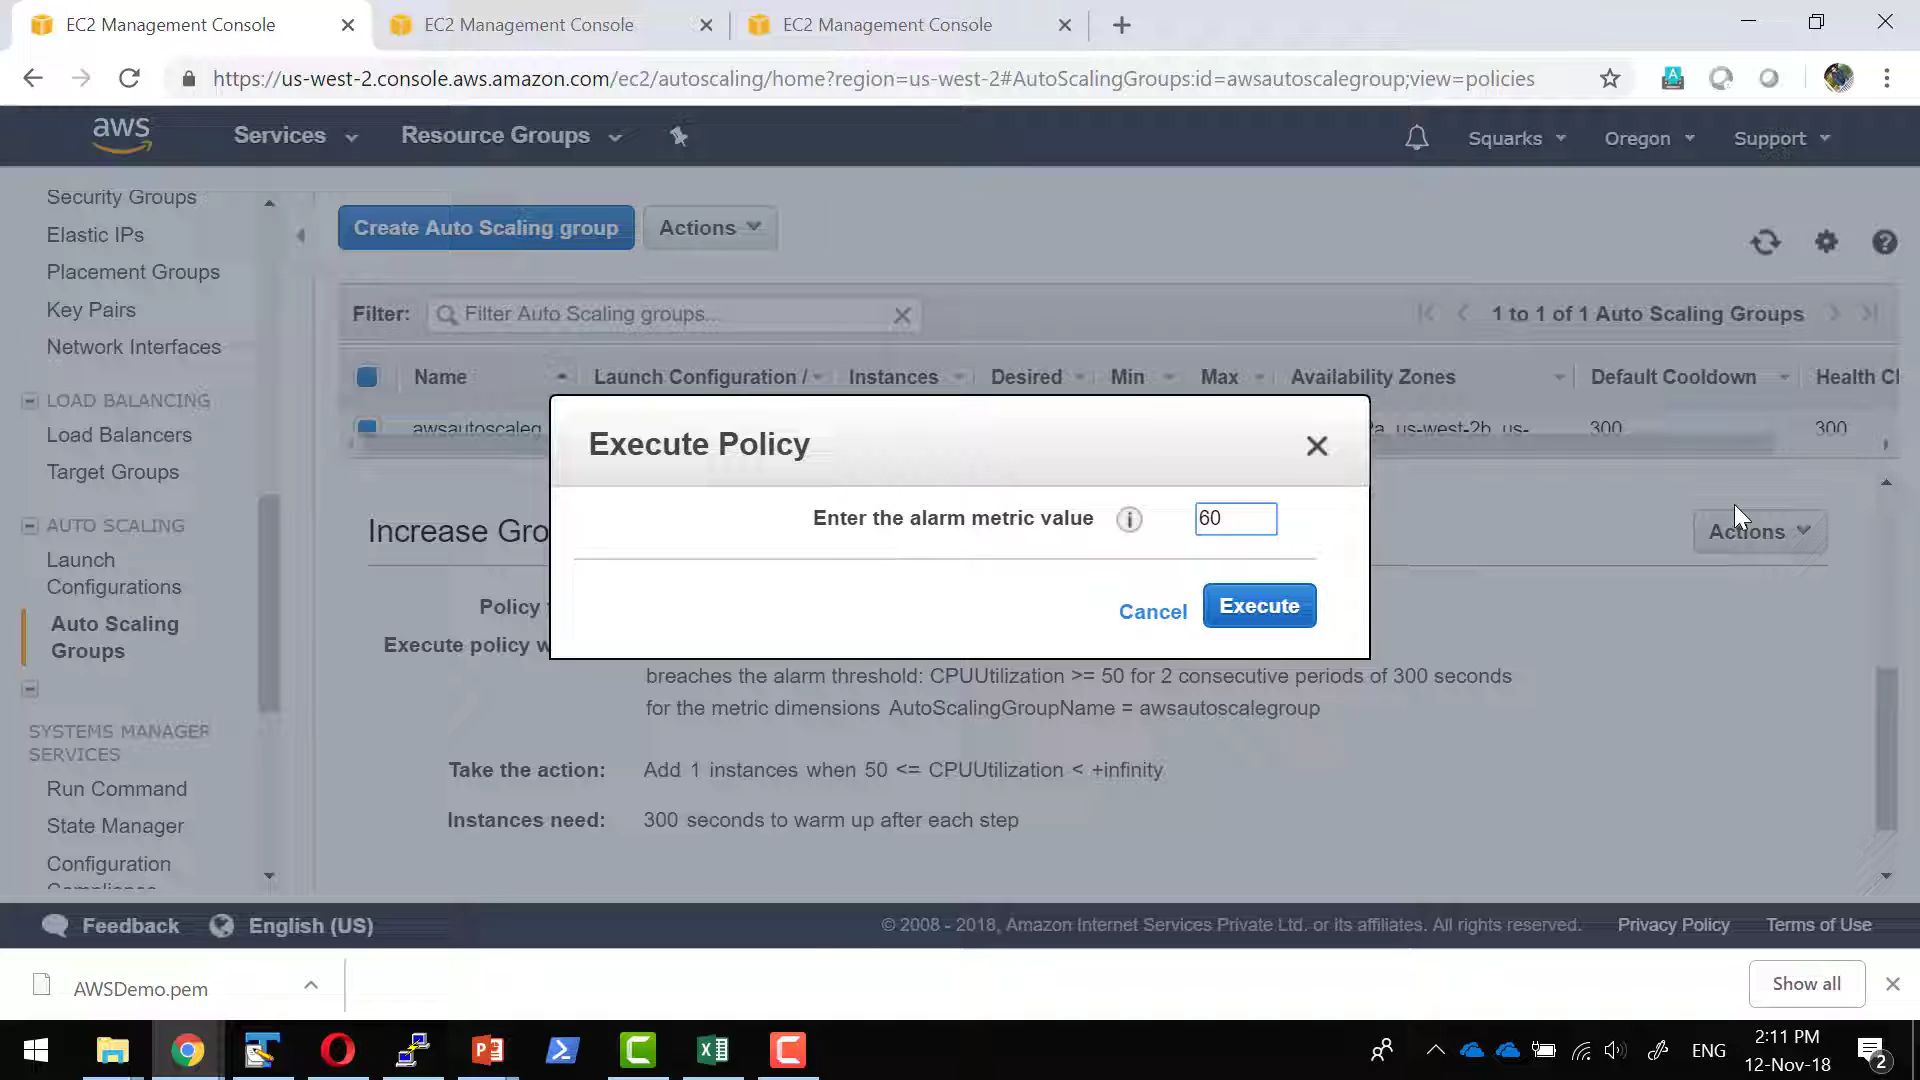 EC2 Management Console
EC2 Management Console
EC2 Management Console
https://us-west-2.console.aws.amazon.com/ec2/autoscaling/home?region=us-west-2#AutoScalingGroups:id=awsautoscalegroup;view=policies
aws
Services
Resource Groups
Squarks
Oregon
Support
Security Groups
Elastic IPs
Placement Groups
Key Pairs
Network Interfaces
LOAD BALANCING
Load Balancers
Target Groups
AUTO SCALING
Launch
Configurations
Auto Scaling
Groups
SYSTEMS MANAGER
SERVICES
Run Command
State Manager
Configuration
Compliance
Create Auto Scaling group
Actions
Filter:
Filter Auto Scaling groups...
1 to 1 of 1 Auto Scaling Groups
Name
Launch Configuration /
Instances
Desired
Min
Max
Availability Zones
Default Cooldown
Health Cl
awsautoscaleg
us-west-2b, us-
300
300
Execute Policy
Enter the alarm metric value
60
Cancel
Execute
Increase Gro
Actions
Policy
Execute policy w
breaches the alarm threshold: CPUUtilization >= 50 for 2 consecutive periods of 300 seconds
for the metric dimensions AutoScalingGroupName = awsautoscalegroup
Take the action:
Add 1 instances when 50 <= CPUUtilization < +infinity
Instances need:
300 seconds to warm up after each step
Feedback
English (US)
© 2008 - 2018, Amazon Internet Services Private Ltd. or its affiliates. All rights reserved.
Privacy Policy
Terms of Use
AWSDemo.pem
Show all
ENG
2:11 PM
12-Nov-18
2